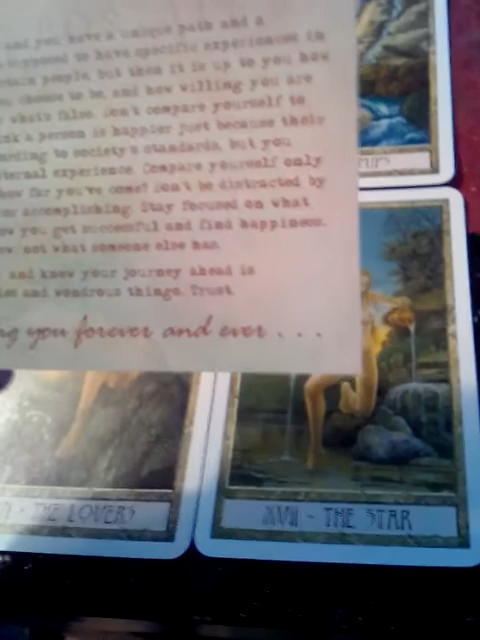 and you have a unique path and a
supposed to have specific experiences in
people, but then it is up to you how
choose to be, and how willing you are
what's false. Don't compare yourself to
a person is happier just because their
to society's standards, but you
experience. Compare yourself only
how far you've come? Don't be distracted by
accomplishing. Stay focused on what
you get successful and find happiness.
not what someone else has.
and know your journey ahead is
and wondrous things. Trust
you forever and ever . . .
CUPS
- THE LOVERS
XVII - THE STAR